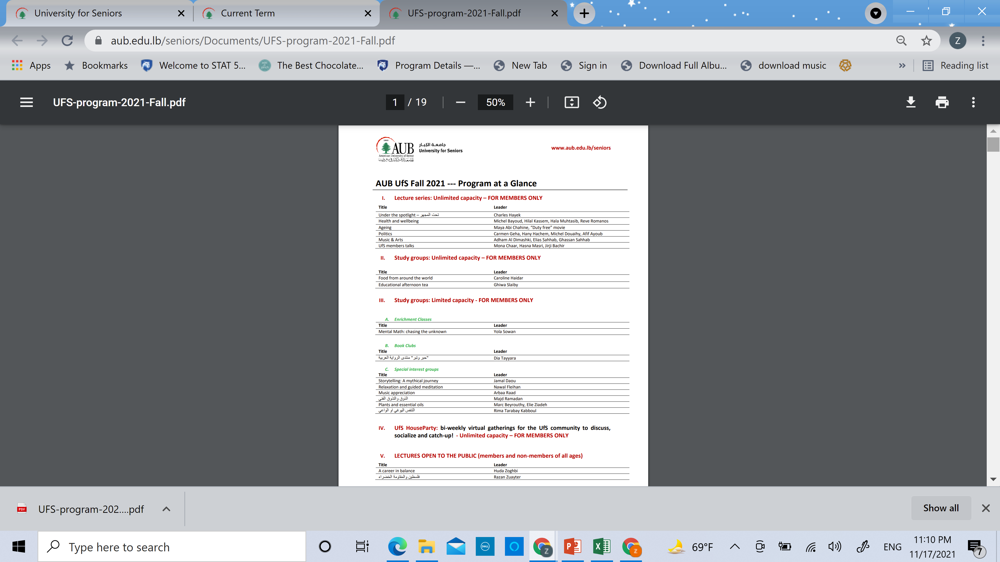 University for Seniors
Current Term
UFS-program-2021-Fall.pdf
aub.edu.lb/seniors/Documents/UFS-program-2021-Fall.pdf
Z
Apps
Bookmarks
Welcome to STAT 5...
The Best Chocolate...
Program Details —...
New Tab
Sign in
Download Full Albu...
download music
»
Reading list
UFS-program-2021-Fall.pdf
1 / 19
50%
1866
AUB
American University of Beirut
الجامعة الأميركية في بيروت
جامعة الكبار
University for Seniors
www.aub.edu.lb/seniors
AUB UfS Fall 2021 --- Program at a Glance
I. Lecture series: Unlimited capacity – FOR MEMBERS ONLY
Title Leader
Under the spotlight – تحت المجهر Charles Hayek
Health and wellbeing Michel Bayoud, Hilal Kassem, Hala Muhtasib, Reve Romanos
Ageing Maya Abi Chahine, “Duty free” movie
Politics Carmen Geha, Hany Hachem, Michel Douaihy, Afif Ayoub
Music & Arts Adham Al Dimashki, Elias Sahhab, Ghassan Sahhab
UfS members talks Mona Chaar, Hasna Masri, Jirji Bachir
II. Study groups: Unlimited capacity – FOR MEMBERS ONLY
Title Leader
Food from around the world Caroline Haidar
Educational afternoon tea Ghiwa Slaiby
III. Study groups: Limited capacity - FOR MEMBERS ONLY
A. Enrichment Classes
Title Leader
Mental Math: chasing the unknown Yola Sowan
B. Book Clubs
Title Leader
"حبر وتبر" منتدى الرواية العربية Dia Tayyara
C. Special interest groups
Title Leader
Storytelling: A mythical journey Jamal Daou
Relaxation and guided meditation Nawal Fleihan
Music appreciation Arbaa Raad
الذوق والتذوق الفني Majd Ramadan
Plants and essential oils Marc Beyrouthy, Elie Ziadeh
التنفس اليوغي او الواعي Rima Tarabay Kabboul
IV. UfS HouseParty: bi-weekly virtual gatherings for the UfS community to discuss,
socialize and catch-up! - Unlimited capacity – FOR MEMBERS ONLY
V. LECTURES OPEN TO THE PUBLIC (members and non-members of all ages)
Title Leader
A career in balance Huda Zoghbi
فلسطين والمقاومة الخضراء Razan Zuayter
PDF
UFS-program-202....pdf
Show all
Type here to search
DELL
Z
P
X
Z
69°F
ENG
11:10 PM
11/17/2021
7